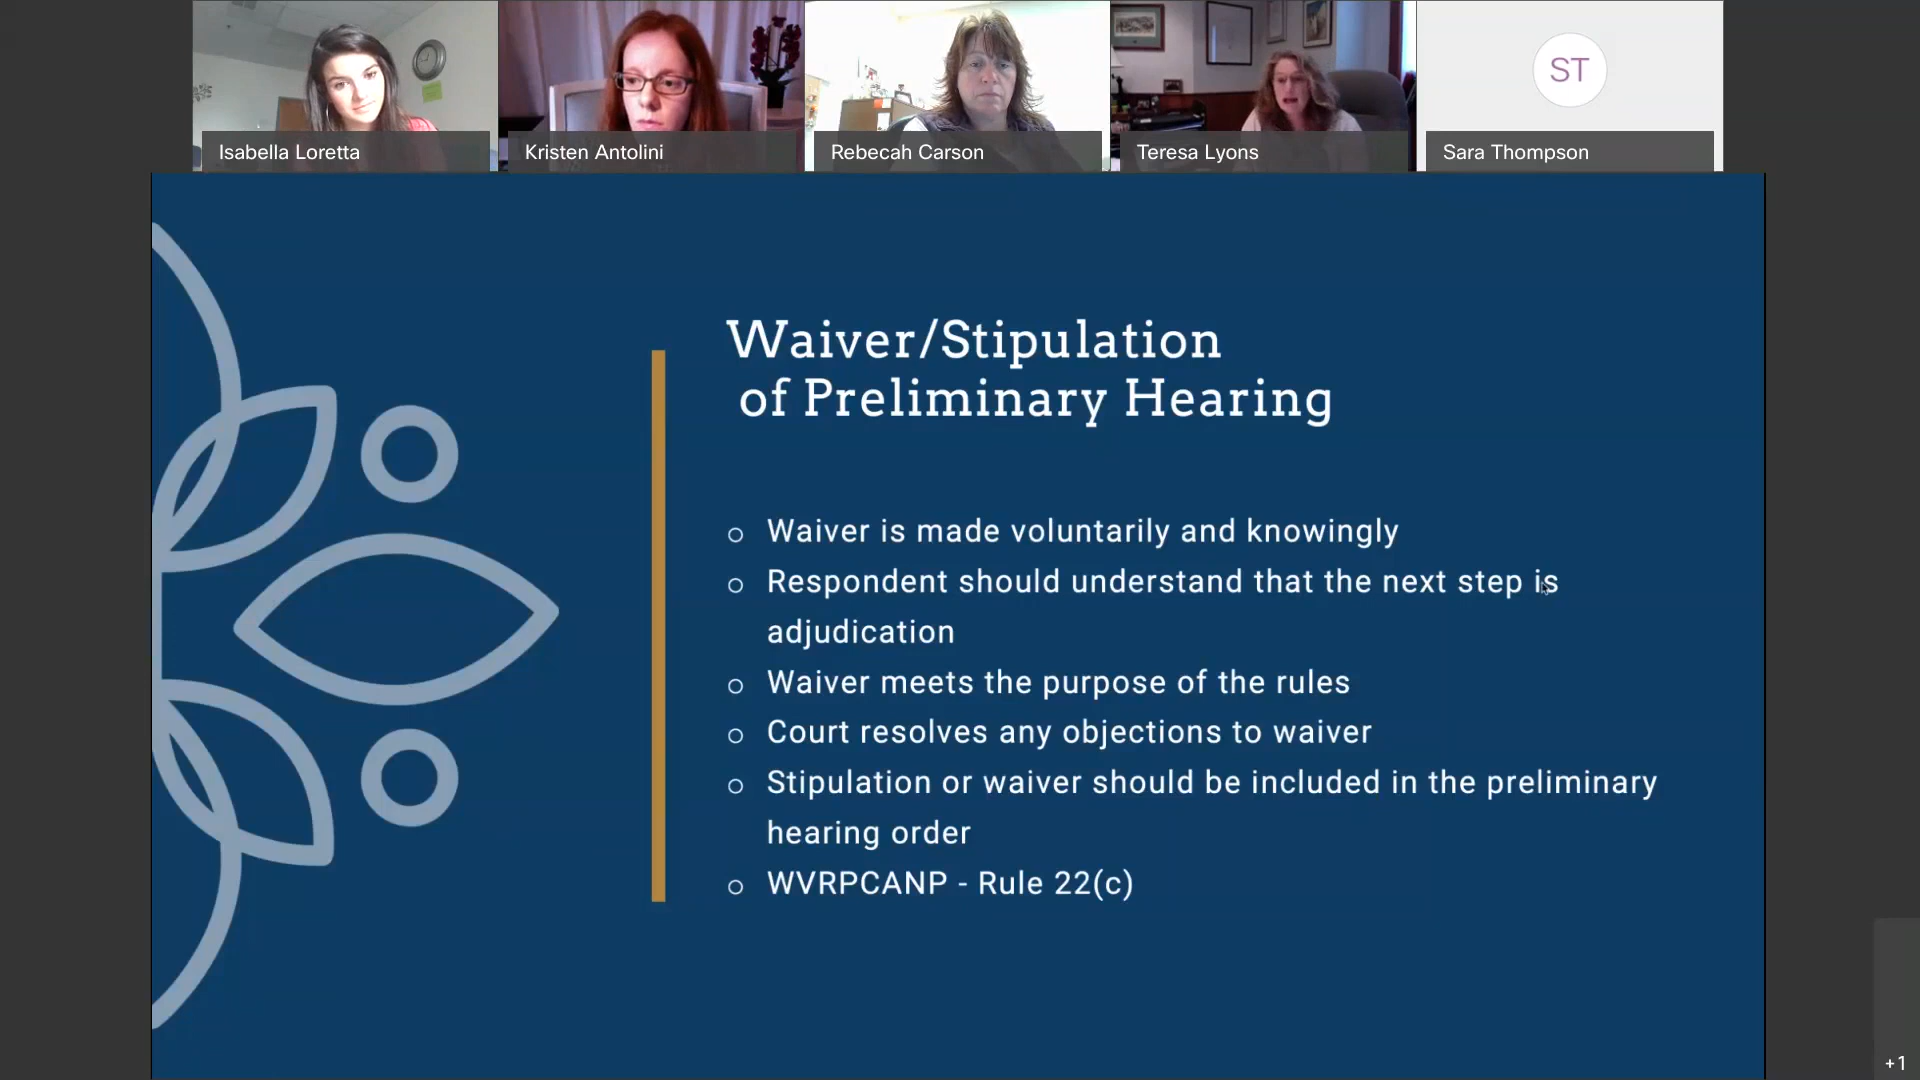 Isabella Loretta
Kristen Antolini
Rebecah Carson
Teresa Lyons
ST
Sara Thompson
Waiver/Stipulation
of Preliminary Hearing
Waiver is made voluntarily and knowingly
Respondent should understand that the next step is
adjudication
Waiver meets the purpose of the rules
Court resolves any objections to waiver
Stipulation or waiver should be included in the preliminary
hearing order
WVRPCANP - Rule 22(c)
+1